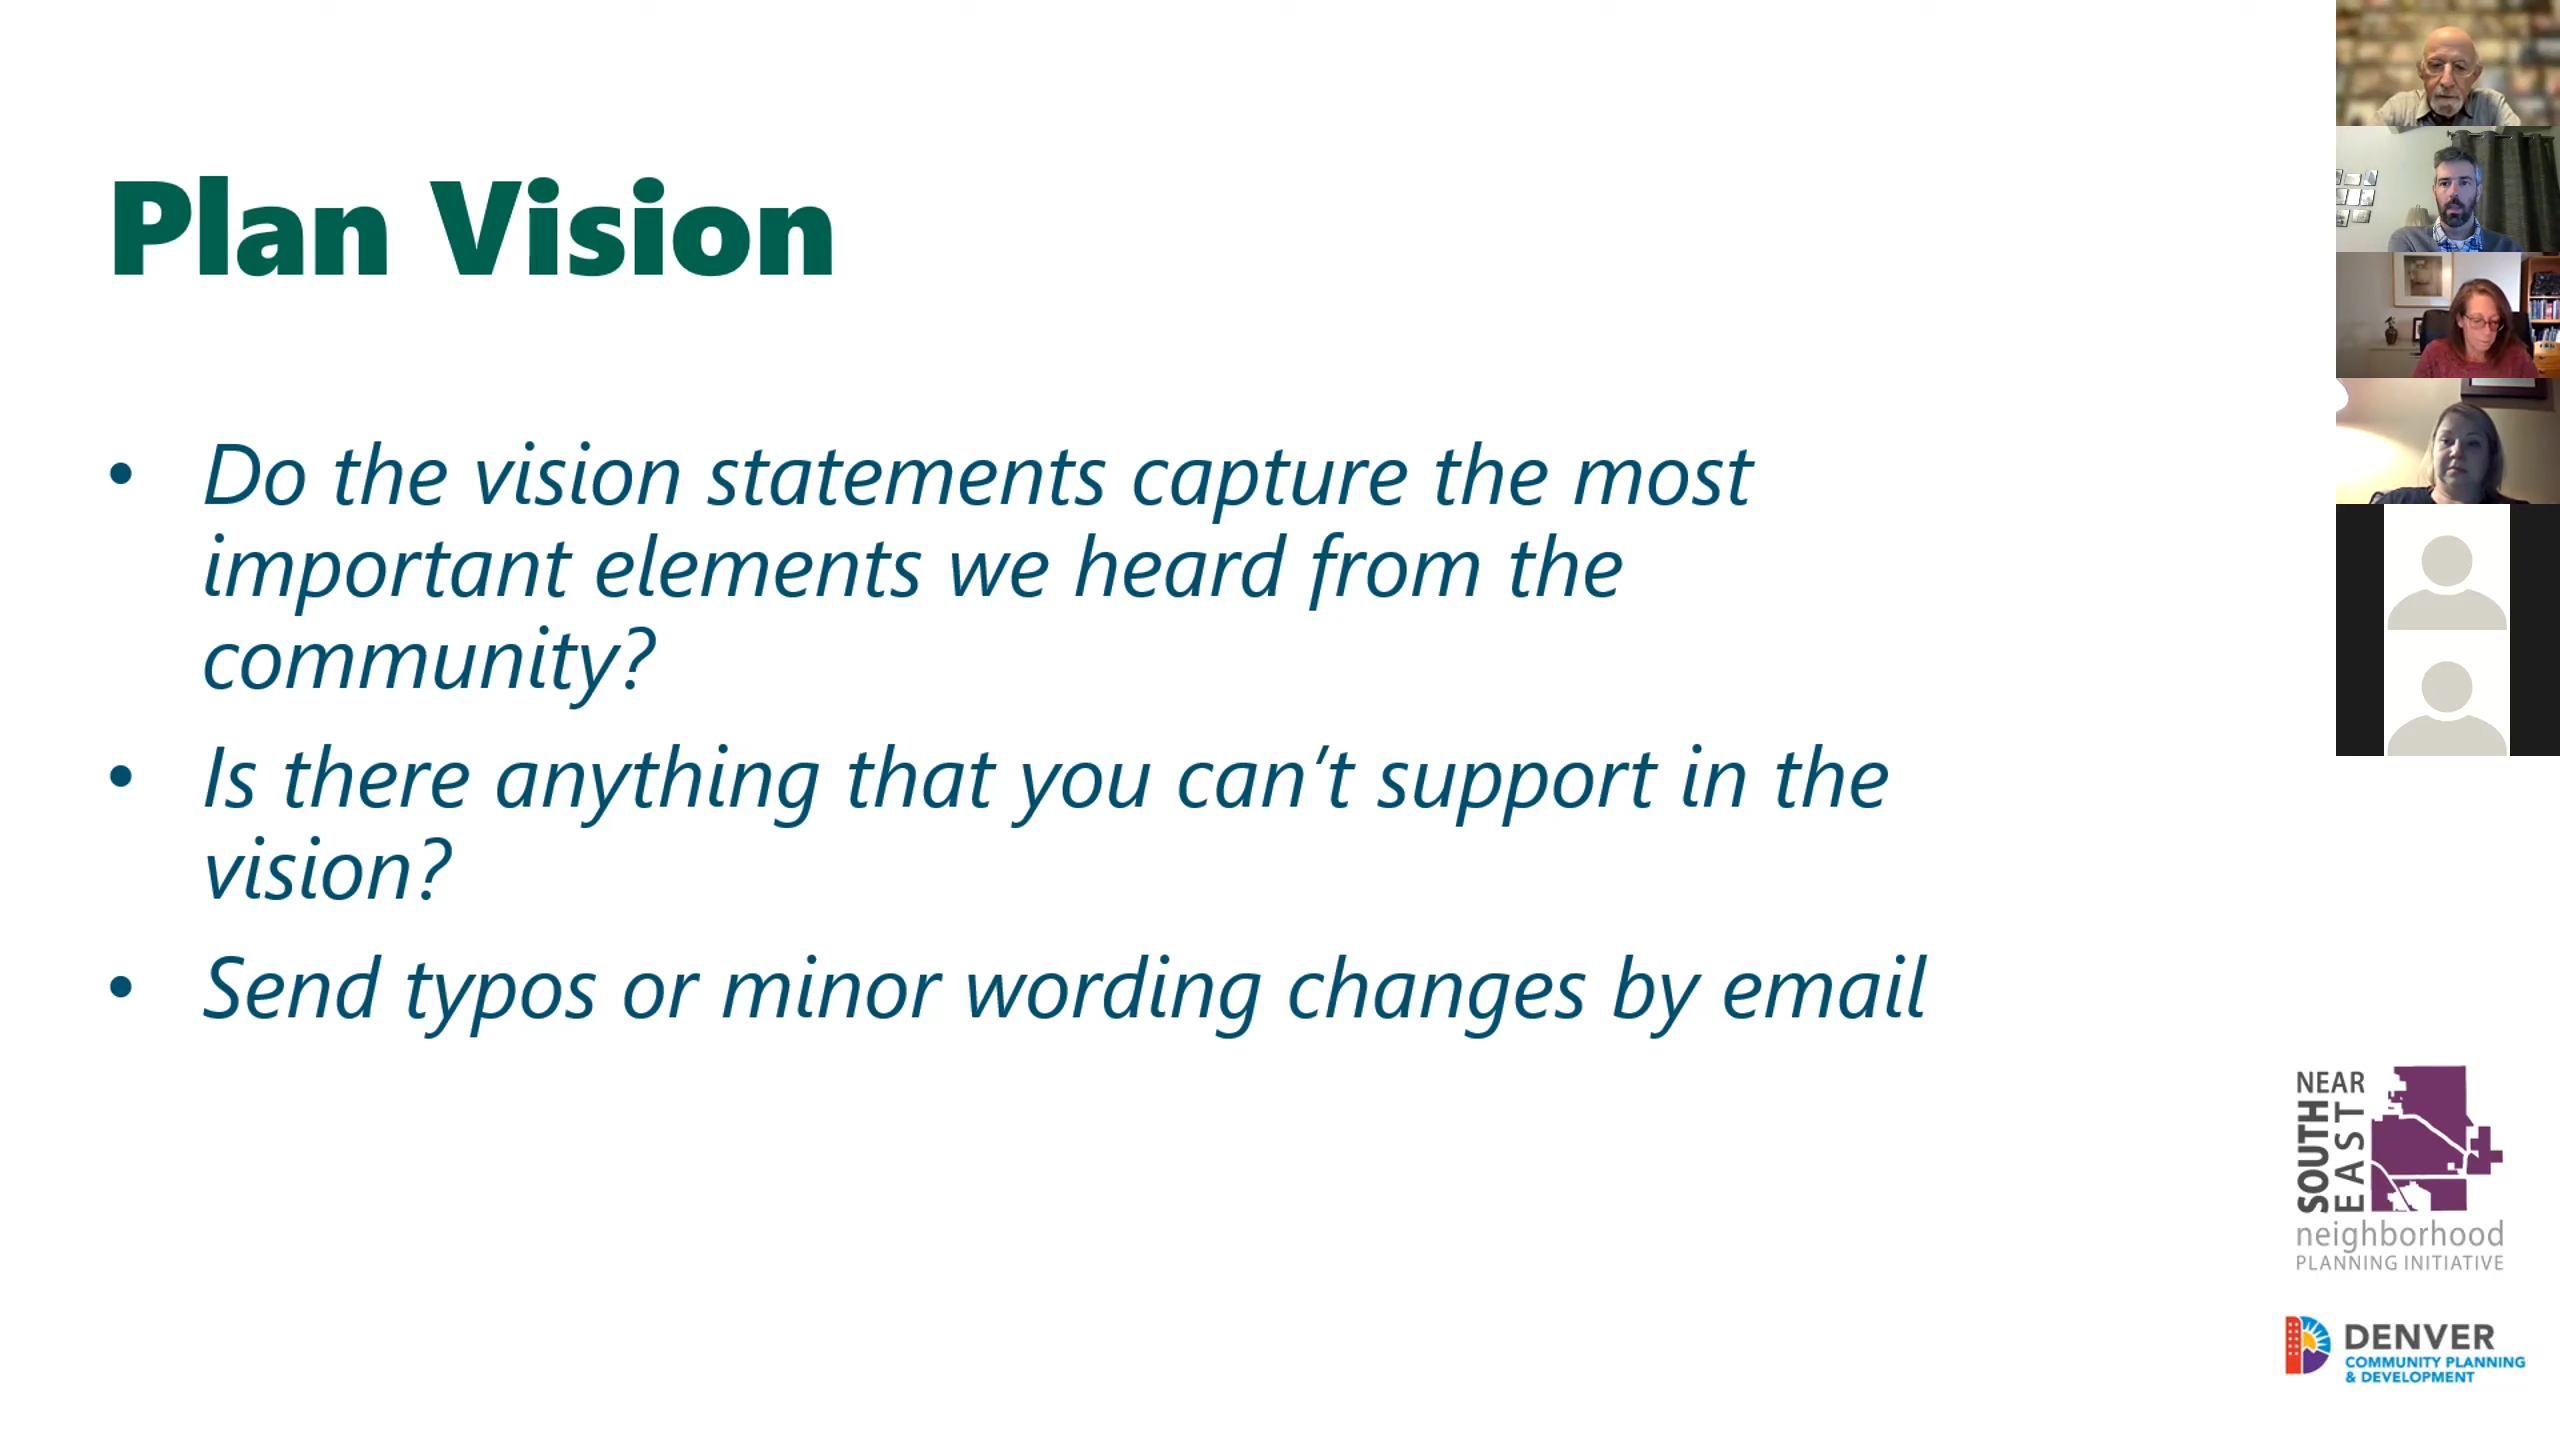 Plan Vision
• Do the vision statements capture the most
important elements we heard from the
community?
• Is there anything that you can’t support in the
vision?
• Send typos or minor wording changes by email
NEAR
SOUTH
EAST
neighborhood
PLANNING INITIATIVE
DENVER
COMMUNITY PLANNING
& DEVELOPMENT